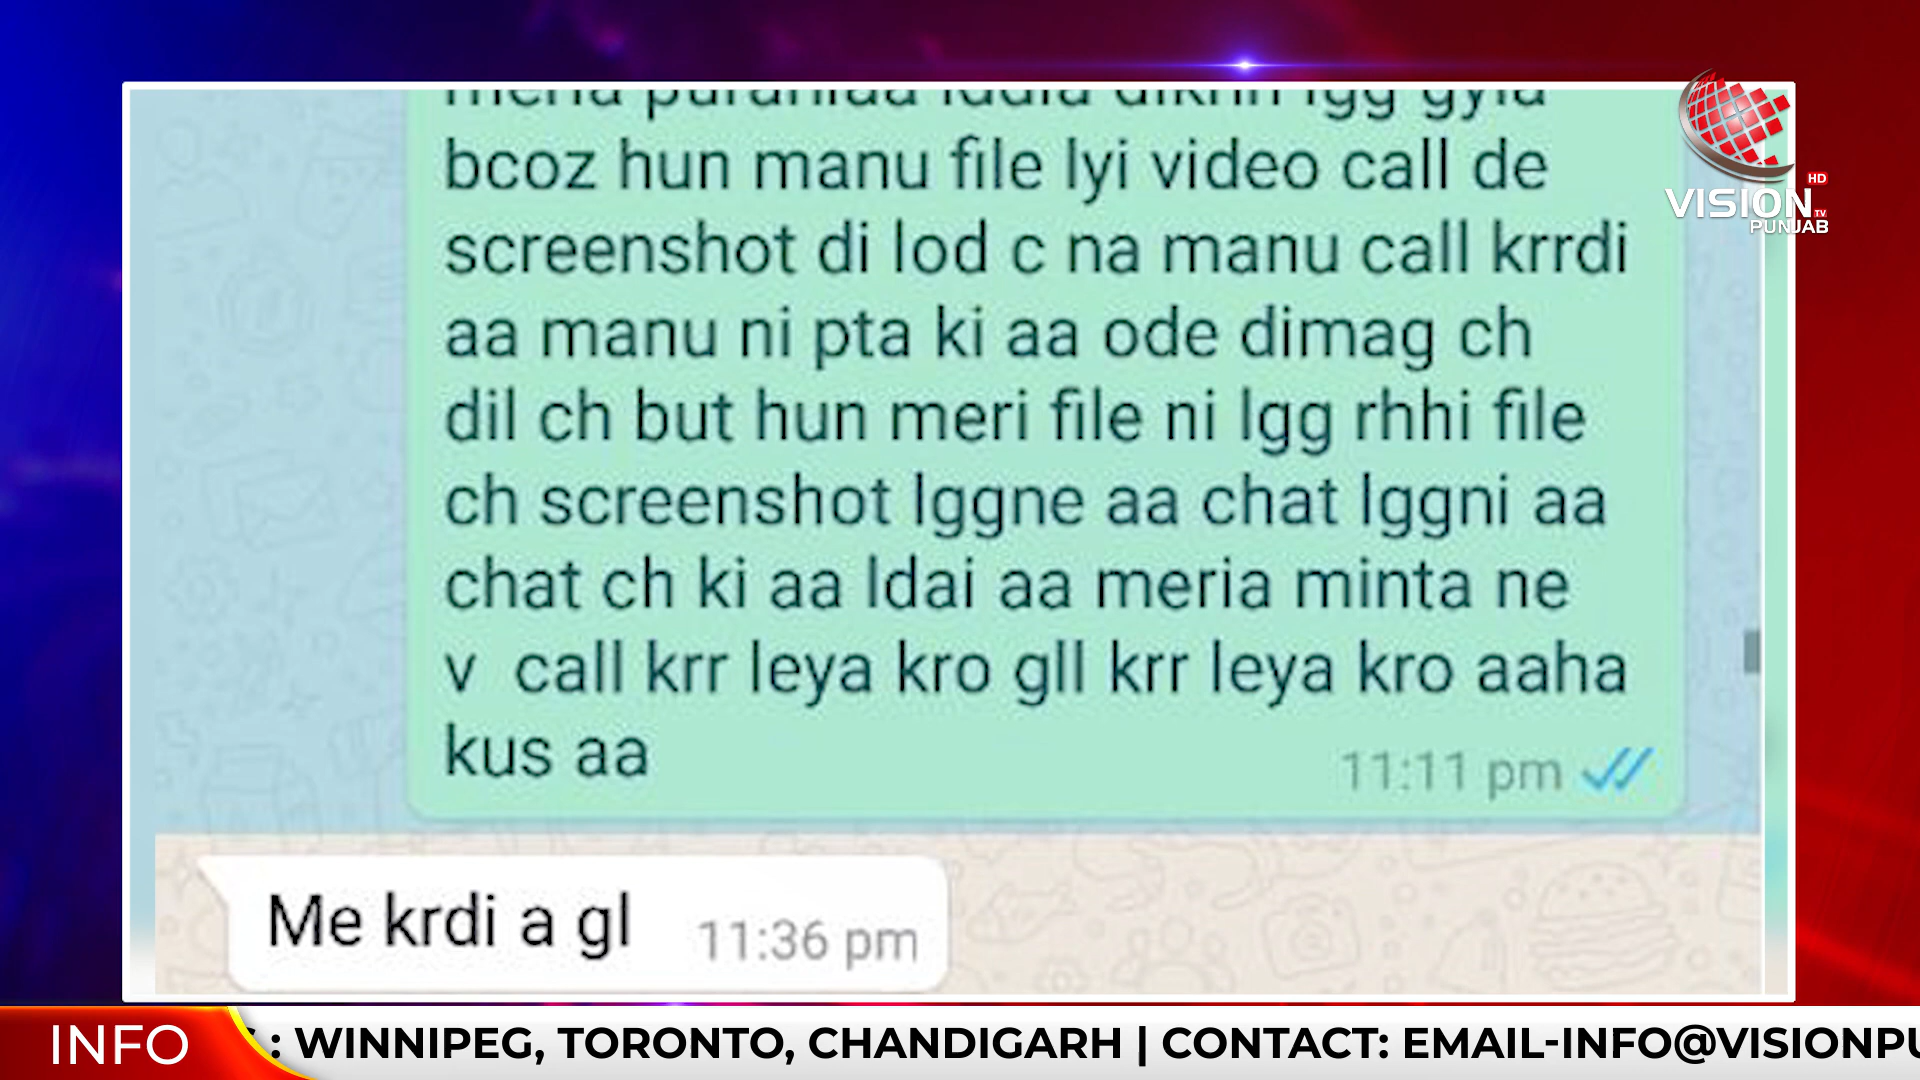 bcoz hun manu file lyi video call de
screenshot di lod c na manu call krrdi
aa manu ni pta ki aa ode dimag ch
dil ch but hun meri file ni lgg rhhi file
ch screenshot lggne aa chat lggni aa
chat ch ki aa ldai aa meria minta ne
v call krr leya kro gll krr leya kro aaha
kus aa
11:11 pm
Me krdi a gl
11:36 pm
HD
VISION
TV
PUNJAB
INFO
: WINNIPEG, TORONTO, CHANDIGARH | CONTACT: EMAIL-INFO@VISIONPU